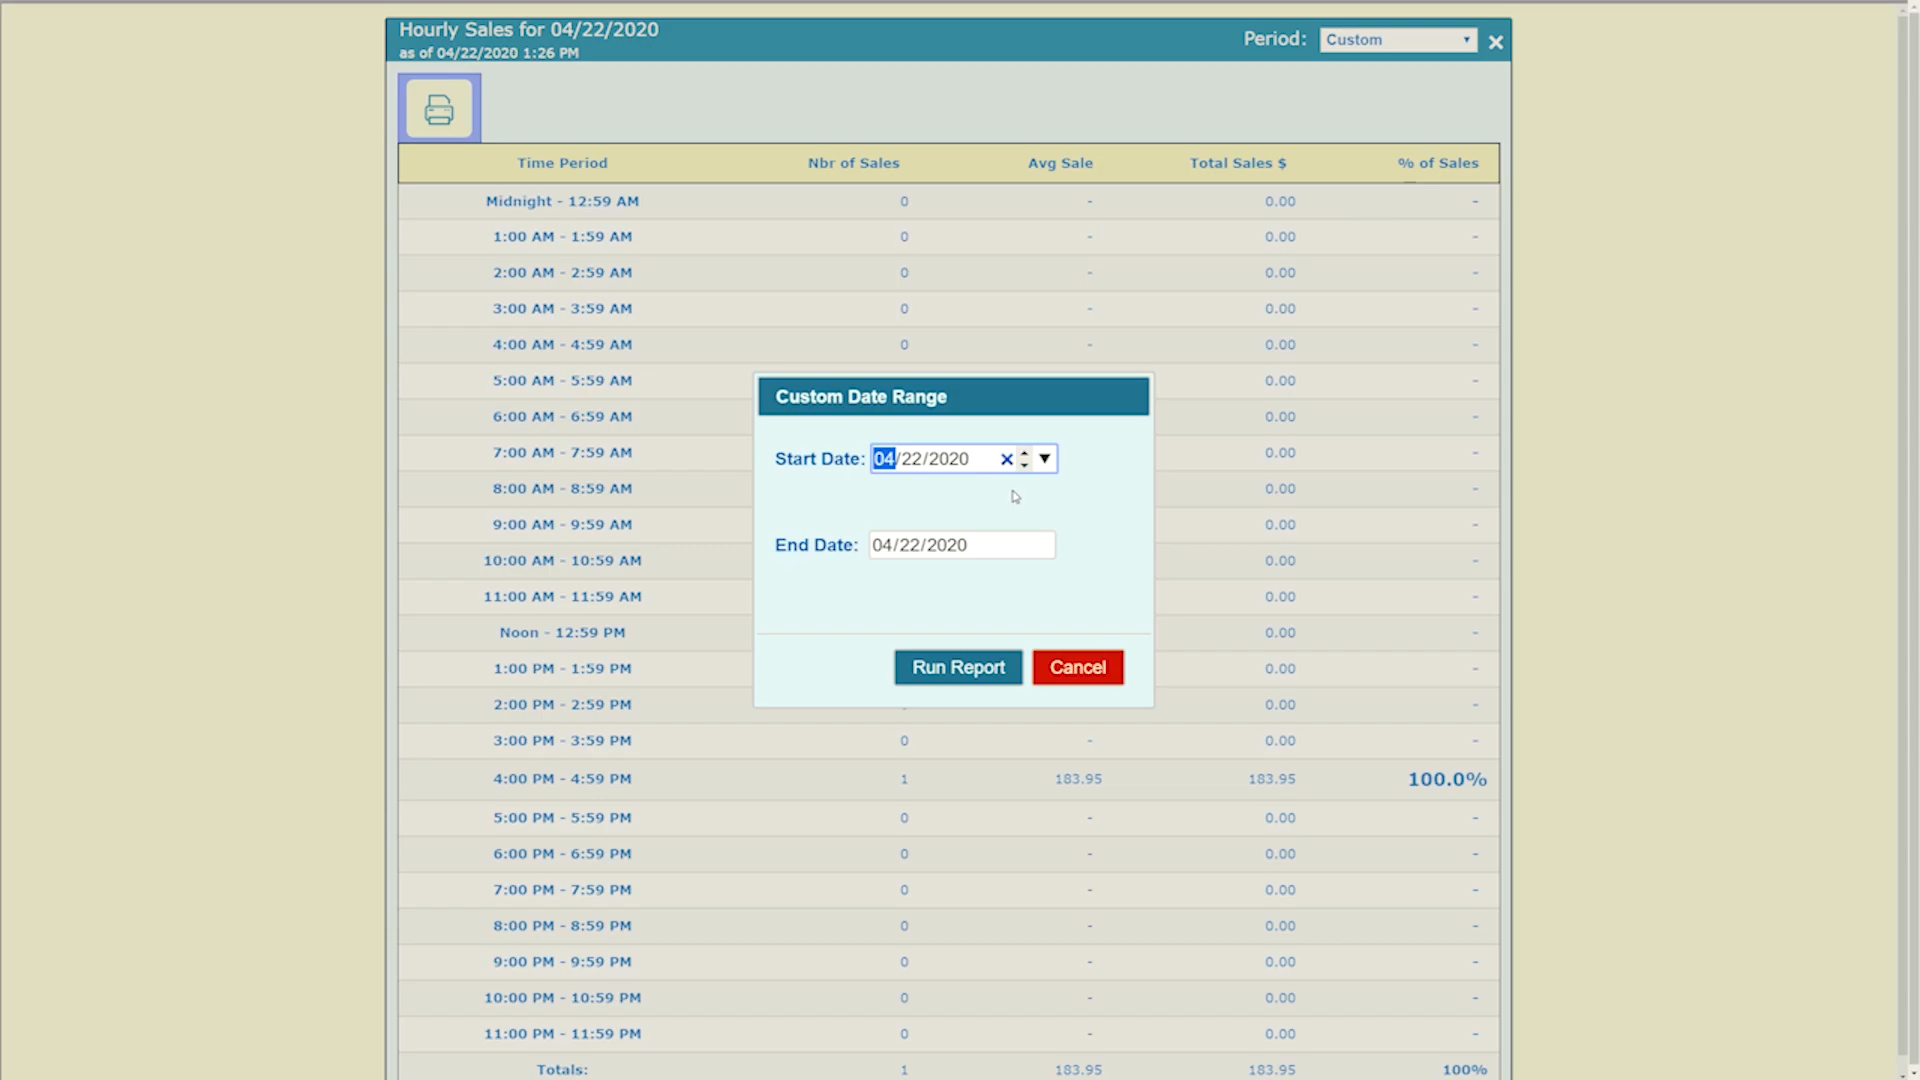 Hourly Sales for 04/22/2020
as of 04/22/2020 1:26 PM
Period: Custom
Time Period Nbr of Sales Avg Sale Total Sales $ % of Sales
Midnight - 12:59 AM 0 - 0.00 -
1:00 AM - 1:59 AM 0 - 0.00 -
2:00 AM - 2:59 AM 0 - 0.00 -
3:00 AM - 3:59 AM 0 - 0.00 -
4:00 AM - 4:59 AM 0 - 0.00 -
5:00 AM - 5:59 AM 0.00 -
6:00 AM - 6:59 AM 0.00 -
7:00 AM - 7:59 AM 0.00 -
8:00 AM - 8:59 AM 0.00 -
9:00 AM - 9:59 AM 0.00 -
10:00 AM - 10:59 AM 0.00 -
11:00 AM - 11:59 AM 0.00 -
Noon - 12:59 PM 0.00 -
1:00 PM - 1:59 PM 0.00 -
2:00 PM - 2:59 PM 0.00 -
3:00 PM - 3:59 PM 0 - 0.00 -
4:00 PM - 4:59 PM 1 183.95 183.95 100.0%
5:00 PM - 5:59 PM 0 - 0.00 -
6:00 PM - 6:59 PM 0 - 0.00 -
7:00 PM - 7:59 PM 0 - 0.00 -
8:00 PM - 8:59 PM 0 - 0.00 -
9:00 PM - 9:59 PM 0 - 0.00 -
10:00 PM - 10:59 PM 0 - 0.00 -
11:00 PM - 11:59 PM 0 - 0.00 -
Totals: 1 183.95 183.95 100%
Custom Date Range
Start Date: 04/22/2020
End Date: 04/22/2020
Run Report Cancel